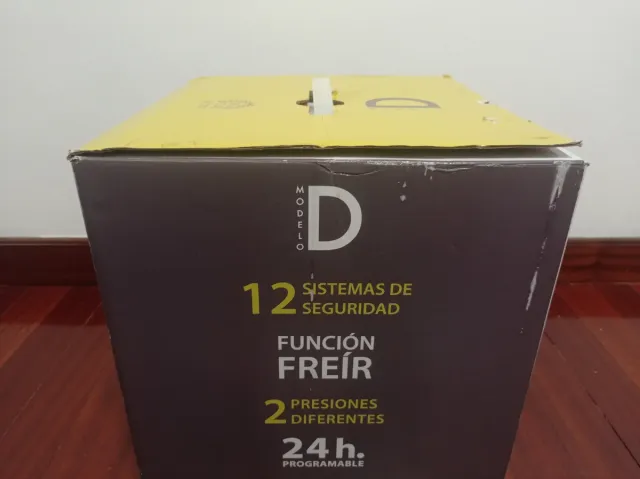 D
MODELO
D
12 SISTEMAS DE
SEGURIDAD
FUNCIÓN
FREÍR
2 PRESIONES
DIFERENTES
24 h.
PROGRAMABLE